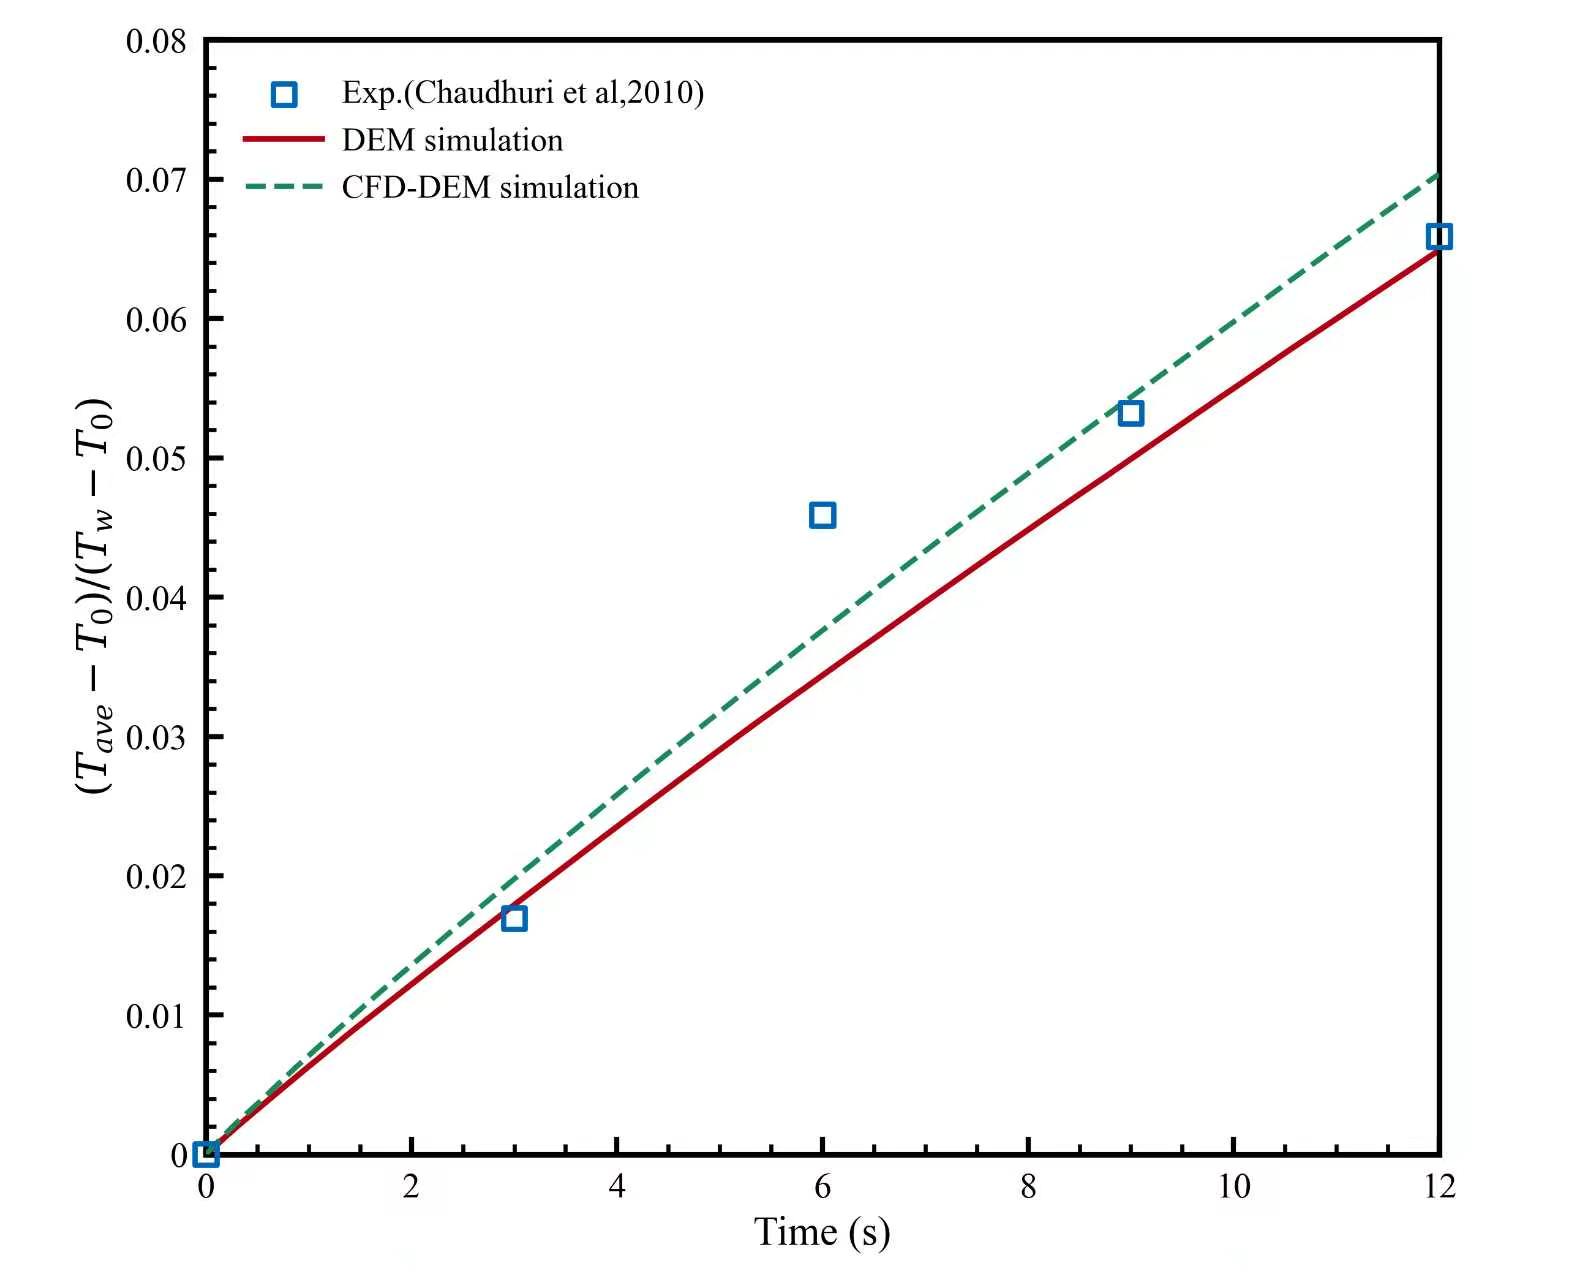 0.08
Exp.(Chaudhuri et al,2010)
DEM simulation
0.07
CFD-DEM simulation
0.06
0.05
0.04
0.03
0.02
0.01
0
(T_ave − T_0)/(T_w − T_0)
0 2 4 6 8 10 12
Time (s)